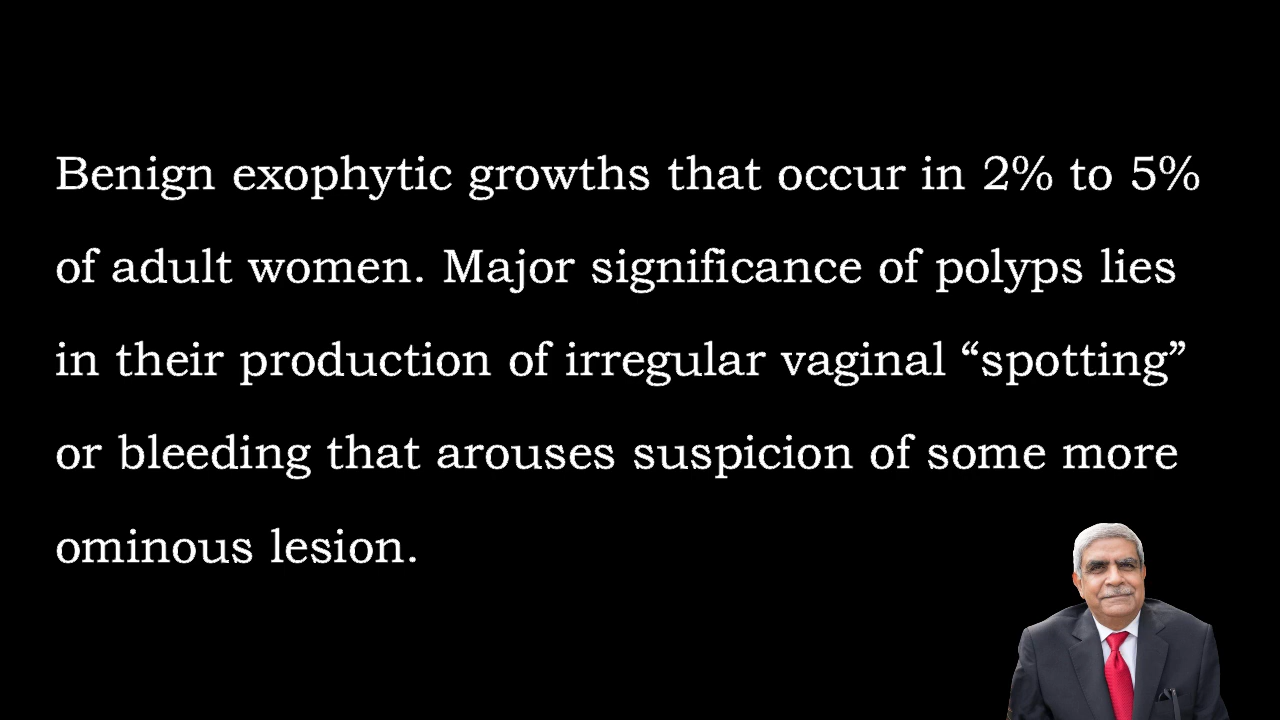 Benign exophytic growths that occur in 2% to 5%
of adult women. Major significance of polyps lies
in their production of irregular vaginal “spotting”
or bleeding that arouses suspicion of some more
ominous lesion.